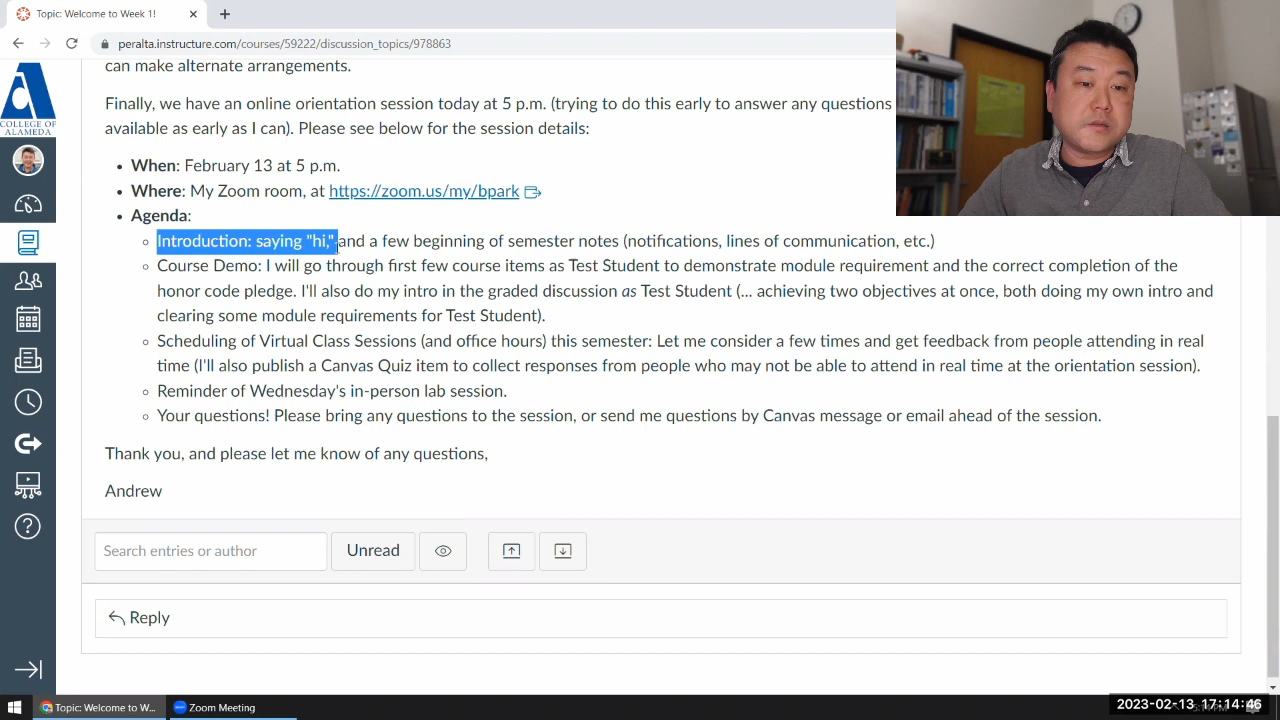 Topic: Welcome to Week 1!
peralta.instructure.com/courses/59222/discussion_topics/978863
COLLEGE OF
ALAMEDA
can make alternate arrangements.
Finally, we have an online orientation session today at 5 p.m. (trying to do this early to answer any questions
available as early as I can). Please see below for the session details:
• When: February 13 at 5 p.m.
• Where: My Zoom room, at https://zoom.us/my/bpark
• Agenda:
Introduction: saying "hi," and a few beginning of semester notes (notifications, lines of communication, etc.)
Course Demo: I will go through first few course items as Test Student to demonstrate module requirement and the correct completion of the
honor code pledge. I'll also do my intro in the graded discussion as Test Student (... achieving two objectives at once, both doing my own intro and
clearing some module requirements for Test Student).
Scheduling of Virtual Class Sessions (and office hours) this semester: Let me consider a few times and get feedback from people attending in real
time (I'll also publish a Canvas Quiz item to collect responses from people who may not be able to attend in real time at the orientation session).
Reminder of Wednesday's in-person lab session.
Your questions! Please bring any questions to the session, or send me questions by Canvas message or email ahead of the session.
Thank you, and please let me know of any questions,
Andrew
Search entries or author
Unread
Reply
Topic: Welcome to W...
Zoom Meeting
2023-02-13 17:14:46